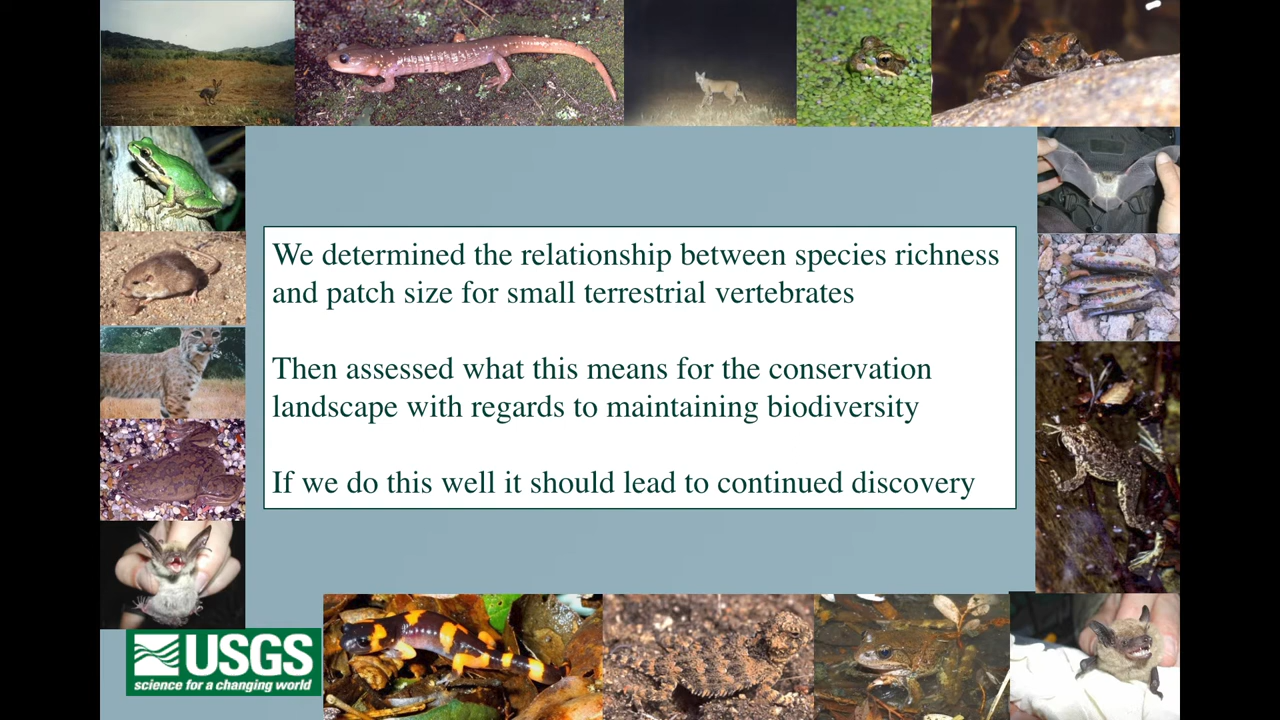 We determined the relationship between species richness
and patch size for small terrestrial vertebrates
Then assessed what this means for the conservation
landscape with regards to maintaining biodiversity
If we do this well it should lead to continued discovery
USGS
science for a changing world